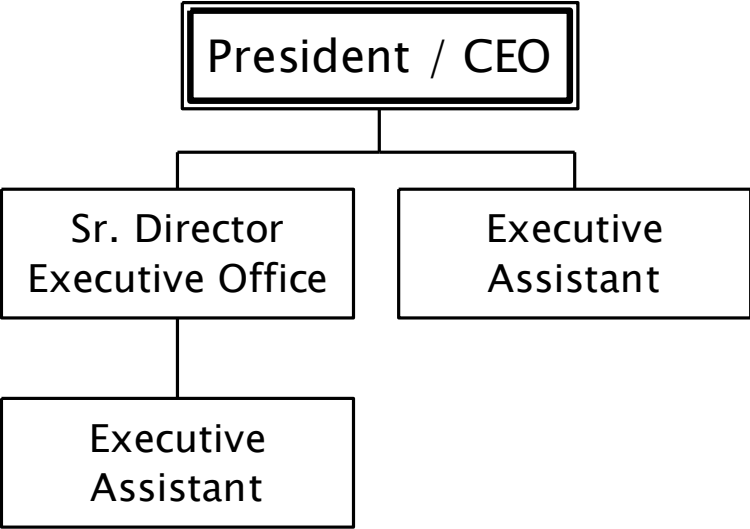 President / CEO
Sr. Director
Executive Office
Executive
Assistant
Executive
Assistant